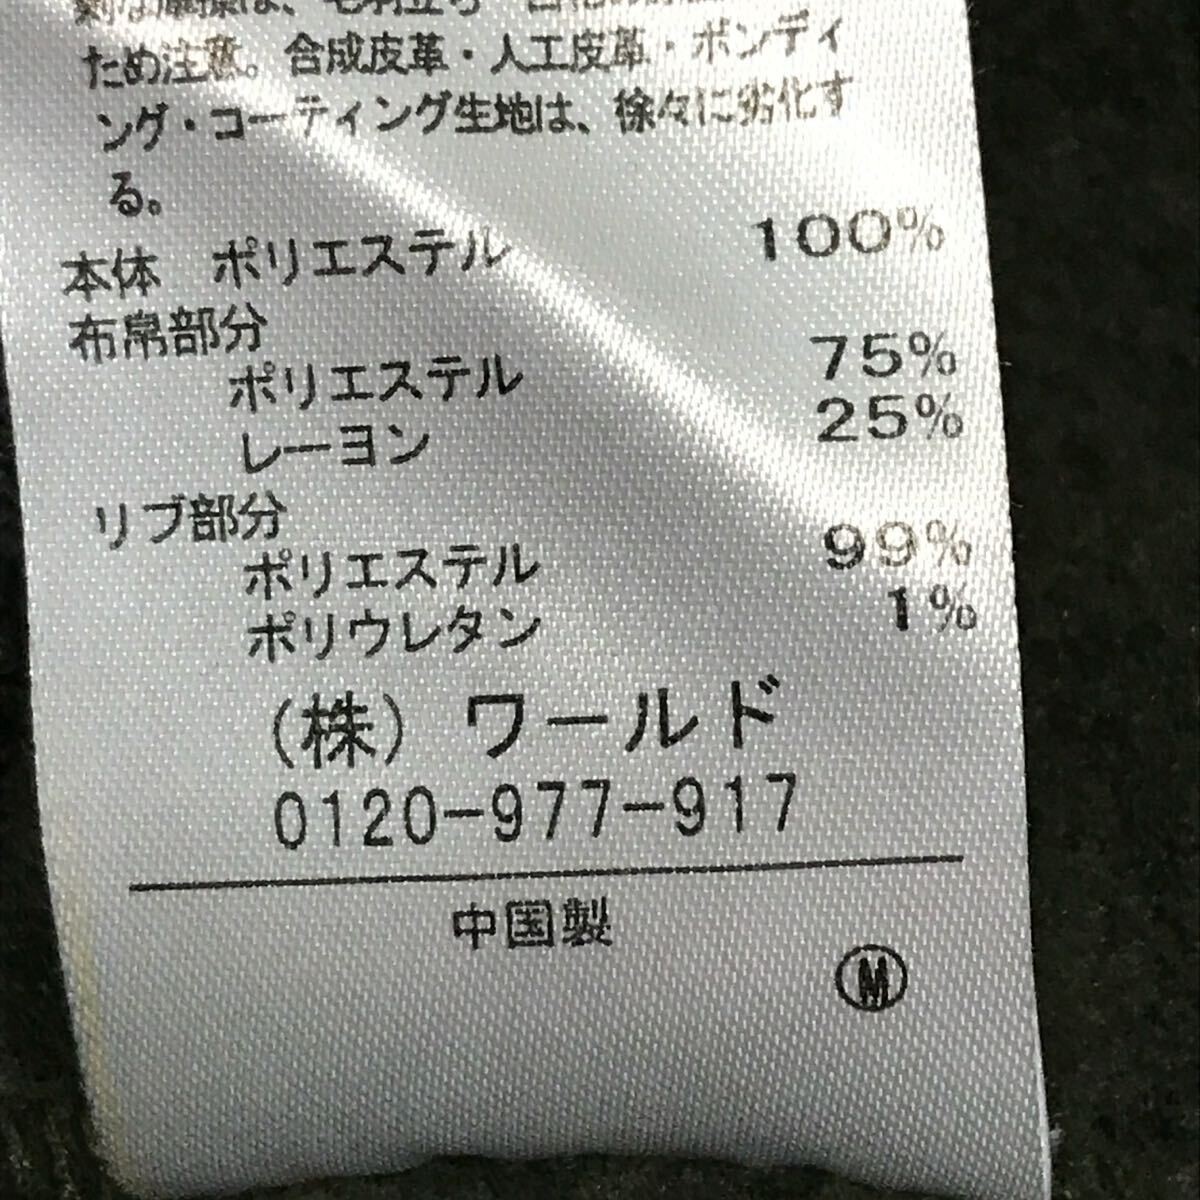 ため注意。合成皮革・人工皮革・ボンディ
ング・コーティング生地は、徐々に劣化す
る。
本体 ポリエステル 100%
布帛部分
ポリエステル 75%
レーヨン 25%
リブ部分
ポリエステル 99%
ポリウレタン 1%
(株) ワールド
0120-977-917
中国製
Ⓜ